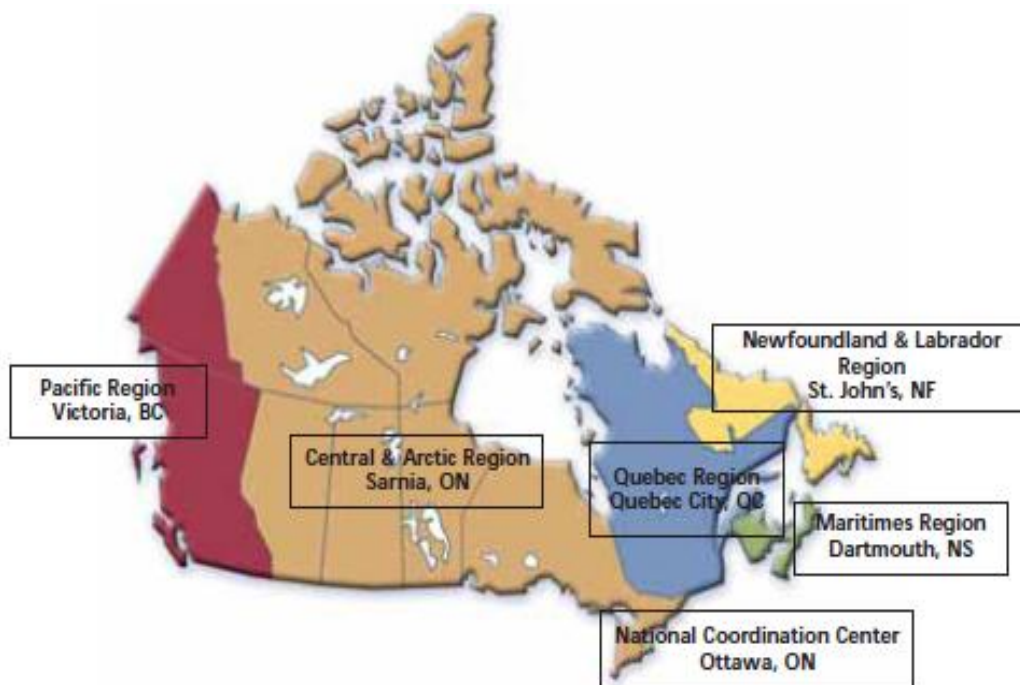 Newfoundland & Labrador
Region
St. John's, NF
Pacific Region
Victoria, BC
Central & Arctic Region
Sarnia, ON
Quebec Region
Quebec City, QC
Maritimes Region
Dartmouth, NS
National Coordination Center
Ottawa, ON